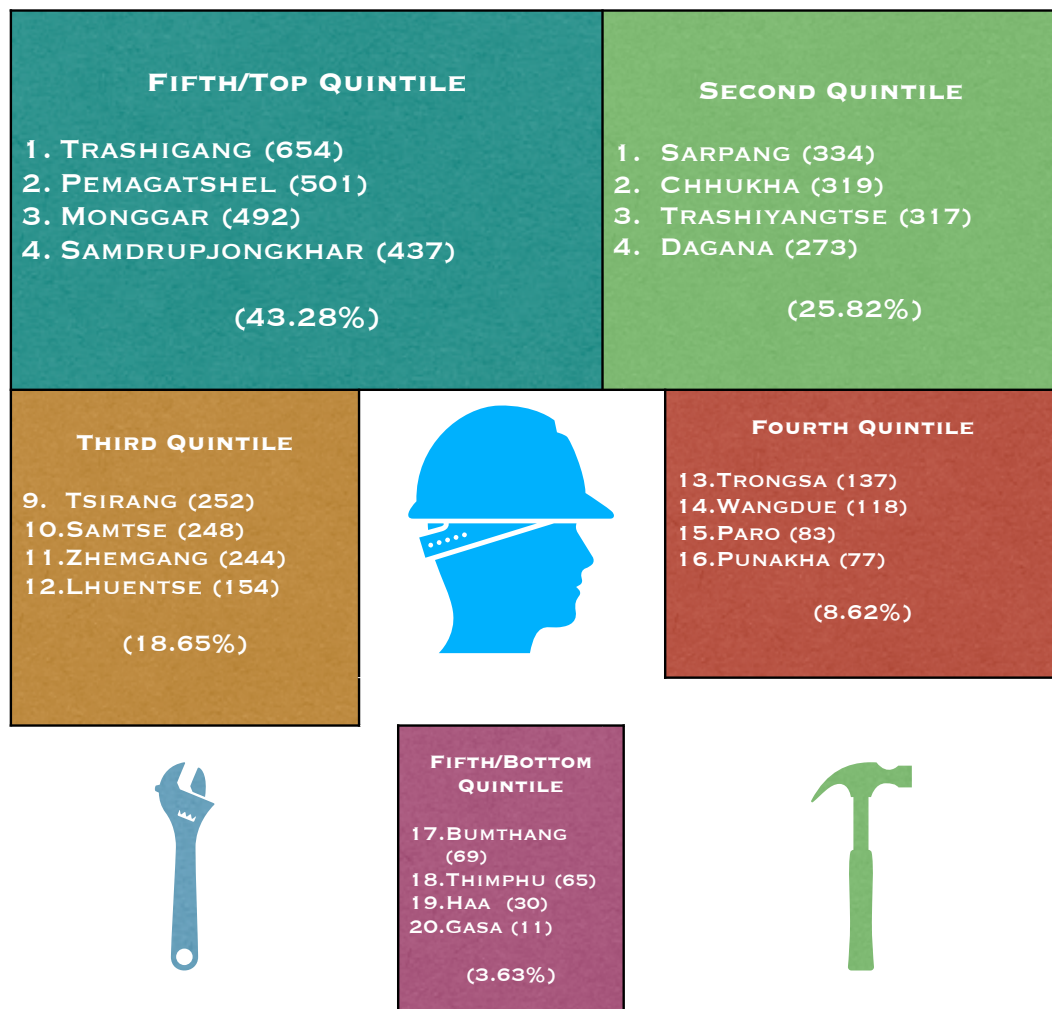 Fifth/Top Quintile
1. Trashigang (654)
2. Pemagatshel (501)
3. Monggar (492)
4. Samdrupjongkhar (437)
(43.28%)
Second Quintile
1. Sarpang (334)
2. Chhukha (319)
3. Trashiyangtse (317)
4. Dagana (273)
(25.82%)
Third Quintile
9. Tsirang (252)
10.Samtse (248)
11.Zhemgang (244)
12.Lhuentse (154)
(18.65%)
Fourth Quintile
13.Trongsa (137)
14.Wangdue (118)
15.Paro (83)
16.Punakha (77)
(8.62%)
Fifth/Bottom
Quintile
17.Bumthang
(69)
18.Thimphu (65)
19.Haa (30)
20.Gasa (11)
(3.63%)